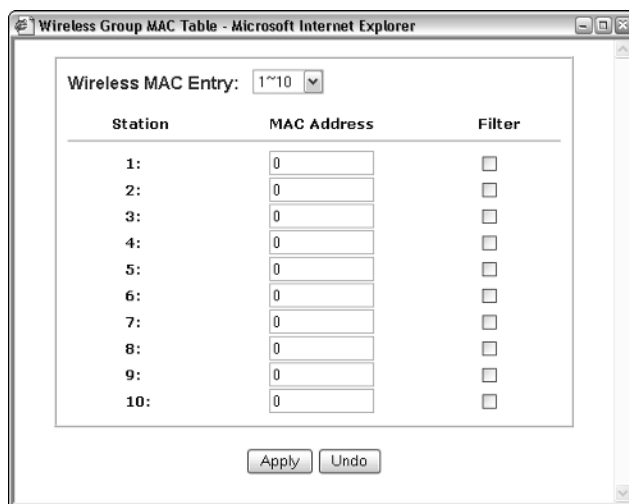 Wireless Group MAC Table - Microsoft Internet Explorer
Wireless MAC Entry: 1~10
Station MAC Address Filter
1: 0
2: 0
3: 0
4: 0
5: 0
6: 0
7: 0
8: 0
9: 0
10: 0
Apply Undo